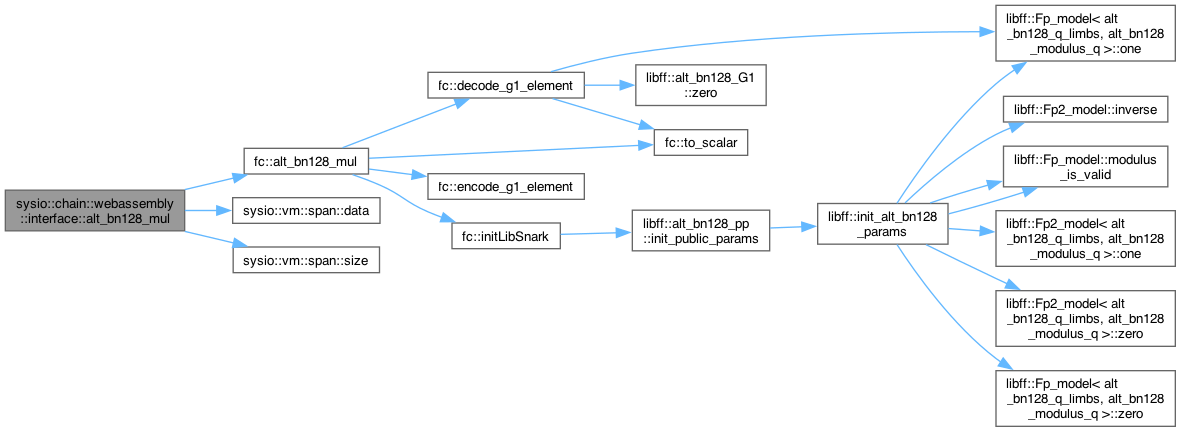 sysio::chain::webassembly
::interface::alt_bn128_mul
fc::alt_bn128_mul
sysio::vm::span::data
sysio::vm::span::size
fc::decode_g1_element
fc::encode_g1_element
fc::initLibSnark
libff::alt_bn128_G1
::zero
fc::to_scalar
libff::alt_bn128_pp
::init_public_params
libff::init_alt_bn128
_params
libff::Fp_model< alt
_bn128_q_limbs, alt_bn128
_modulus_q >::one
libff::Fp2_model::inverse
libff::Fp_model::modulus
_is_valid
libff::Fp2_model< alt
_bn128_q_limbs, alt_bn128
_modulus_q >::one
libff::Fp2_model< alt
_bn128_q_limbs, alt_bn128
_modulus_q >::zero
libff::Fp_model< alt
_bn128_q_limbs, alt_bn128
_modulus_q >::zero